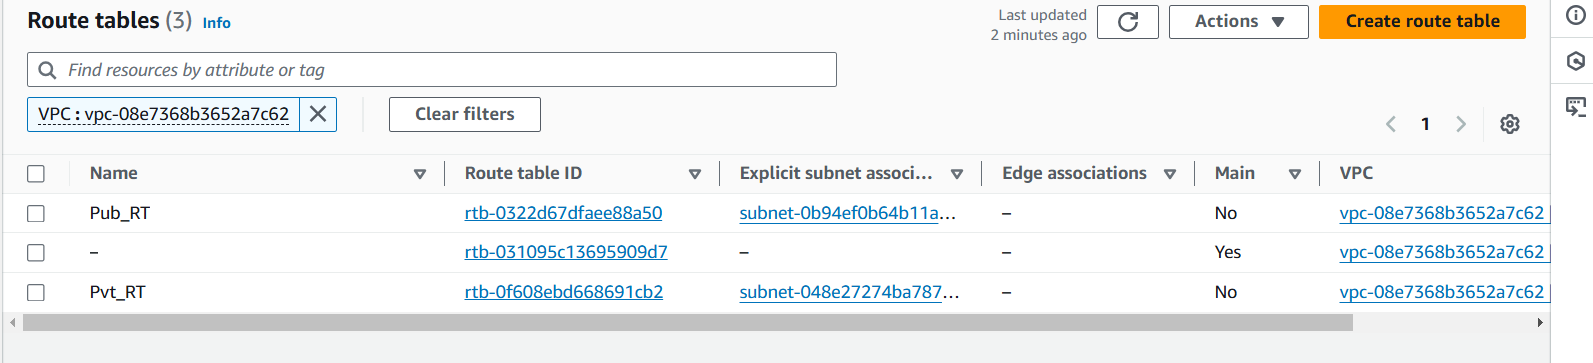 Route tables (3) Info
Last updated
2 minutes ago
Actions
Create route table
Find resources by attribute or tag
VPC : vpc-08e7368b3652a7c62
Clear filters
1
Name Route table ID Explicit subnet associ... Edge associations Main VPC
Pub_RT rtb-0322d67dfaee88a50 subnet-0b94ef0b64b11a... – No vpc-08e7368b3652a7c62
– rtb-031095c13695909d7 – – Yes vpc-08e7368b3652a7c62
Pvt_RT rtb-0f608ebd668691cb2 subnet-048e27274ba787... – No vpc-08e7368b3652a7c62